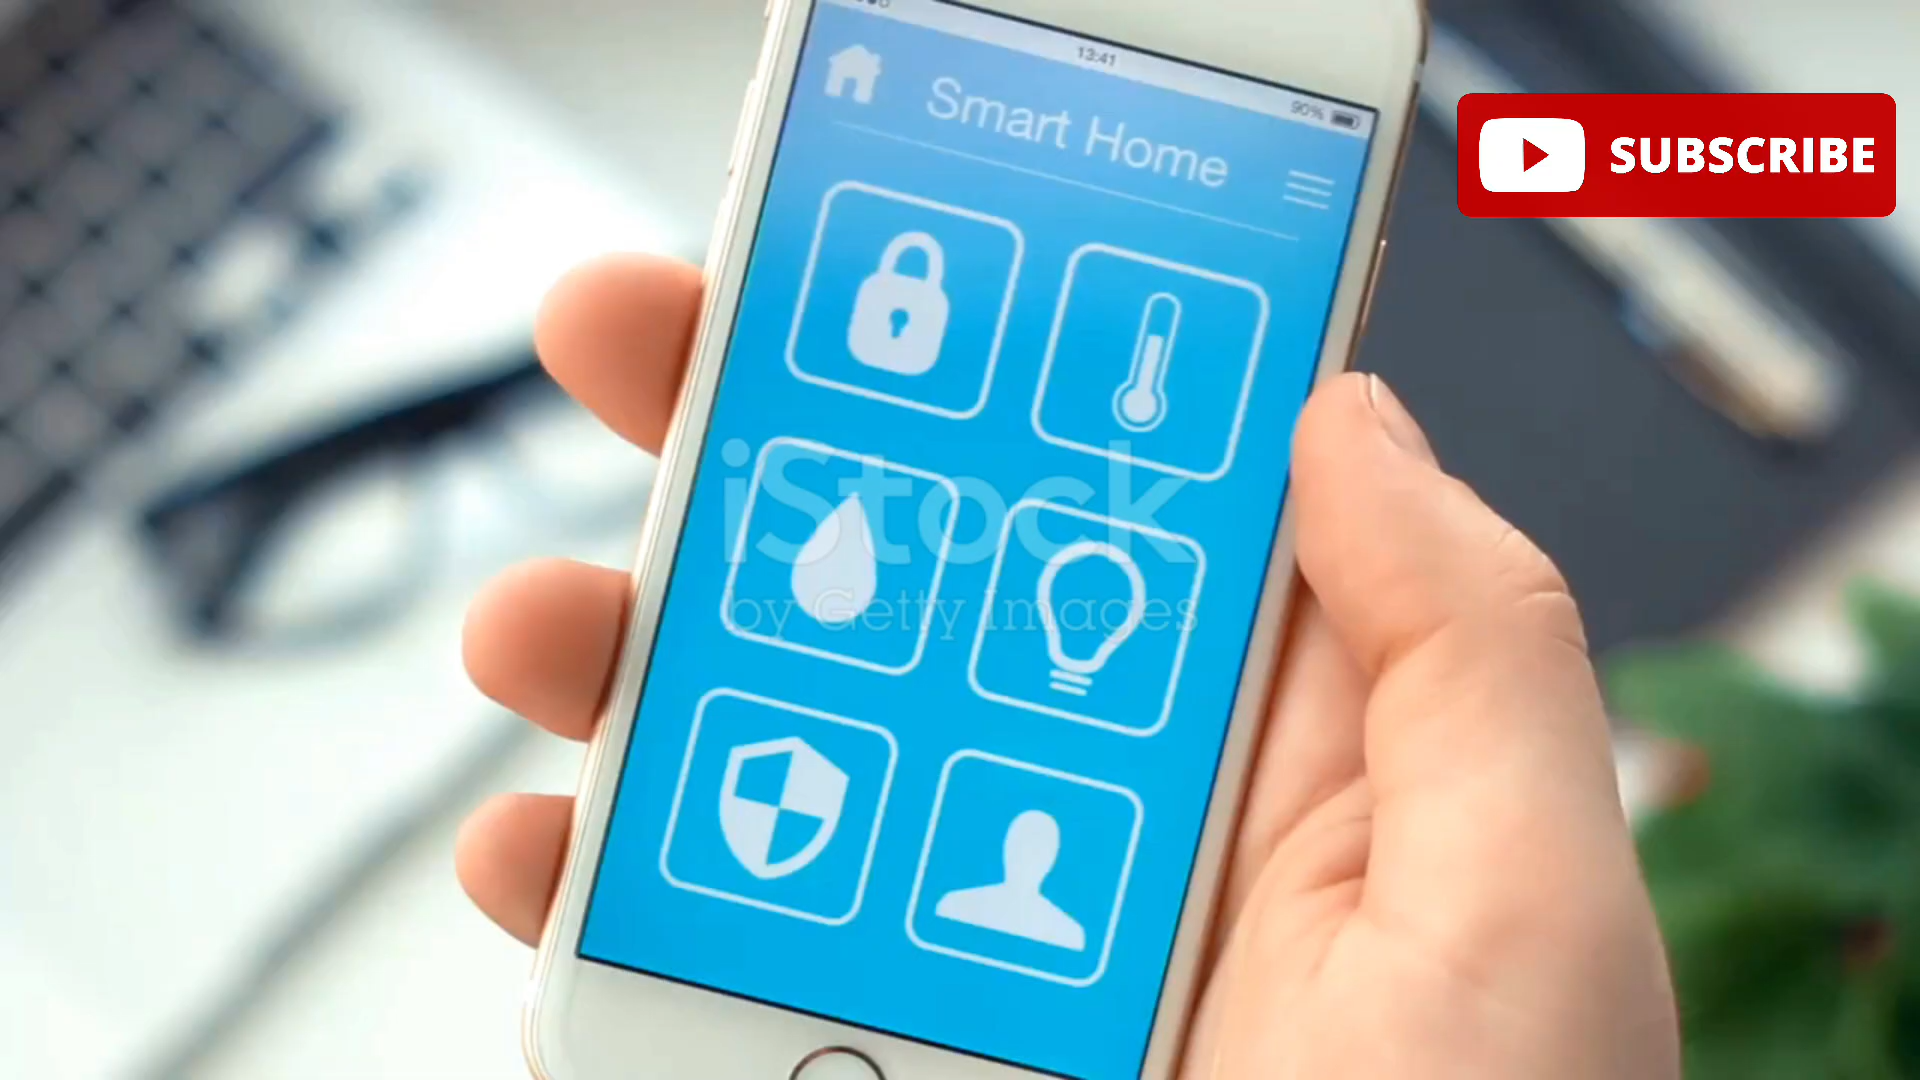 13:41
90%
Smart Home
SUBSCRIBE
iStock
by Getty Images